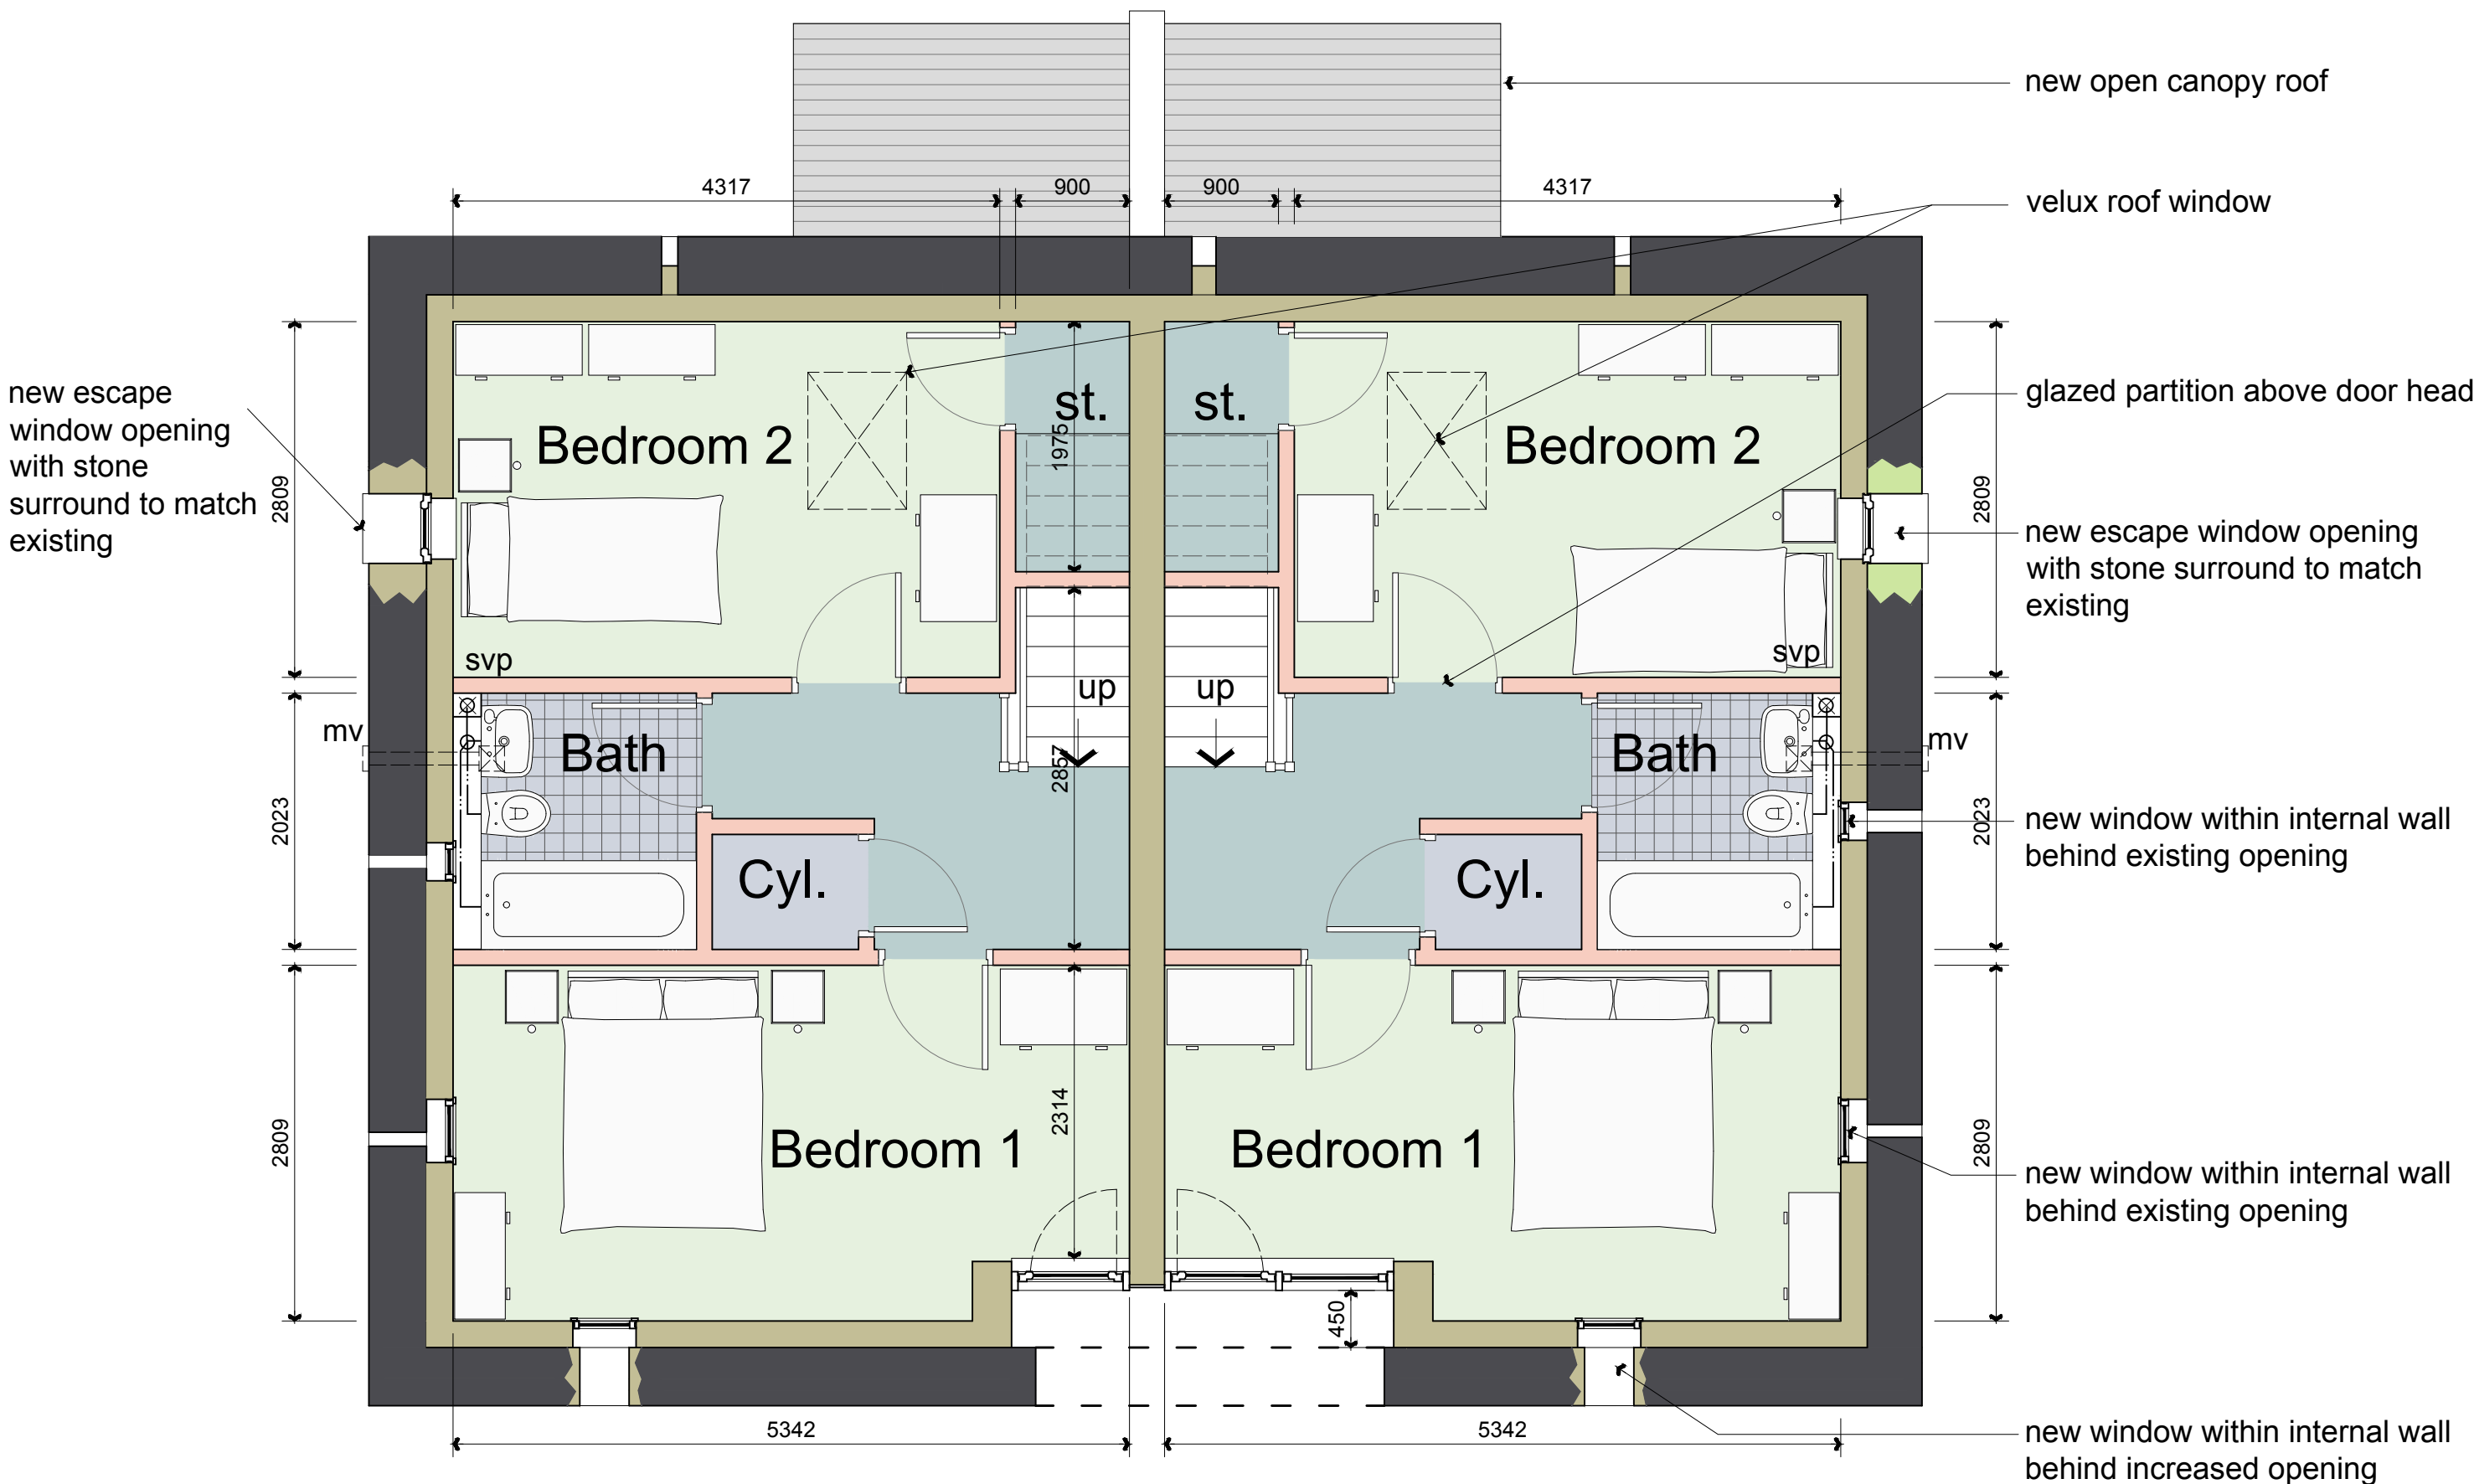 new open canopy roof
4317
900
900
4317
velux roof window
new escape
window opening
with stone
surround to match
existing
2809
Bedroom 2
st.
1975
st.
Bedroom 2
2809
glazed partition above door head
new escape window opening
with stone surround to match
existing
svp
svp
up
up
mv
Bath
2857
Bath
mv
2023
2023
new window within internal wall
behind existing opening
Cyl.
Cyl.
2809
Bedroom 1
2314
Bedroom 1
2809
new window within internal wall
behind existing opening
450
5342
5342
new window within internal wall
behind increased opening